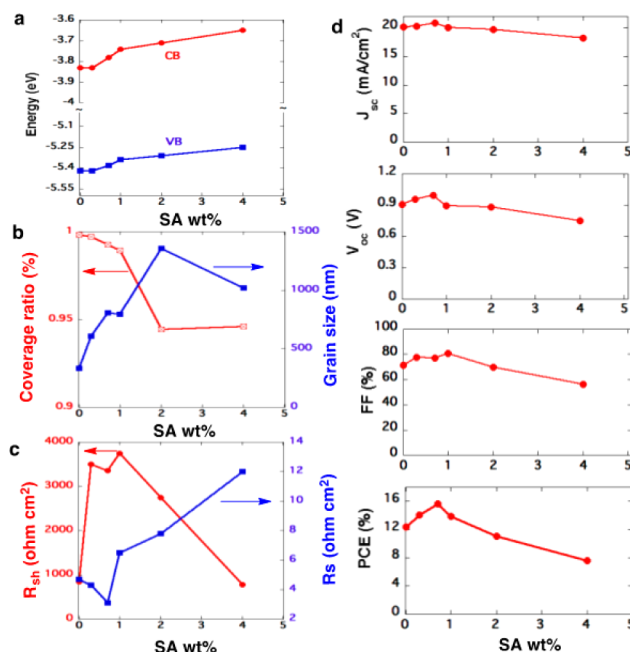 a
-3.5
-3.6
-3.7
-3.8
-3.9
-4
CB
-5.1
-5.25
-5.4
-5.55
VB
Energy (eV)
0 1 2 3 4 5
SA wt%
b
1
0.95
0.9
Coverage ratio (%)
1500
1000
500
0
Grain size (nm)
0 1 2 3 4 5
SA wt%
c
4000
3000
2000
1000
0
Rsh (ohm cm2)
14
12
10
8
6
4
2
Rs (ohm cm2)
0 1 2 3 4 5
SA wt%
d
20
15
10
5
0
Jsc (mA/cm2)
0 1 2 3 4 5
1.2
0.9
0.6
0.3
0
Voc (V)
0 1 2 3 4 5
100
80
60
40
20
0
FF (%)
0 1 2 3 4 5
16
12
8
4
0
PCE (%)
0 1 2 3 4 5
SA wt%